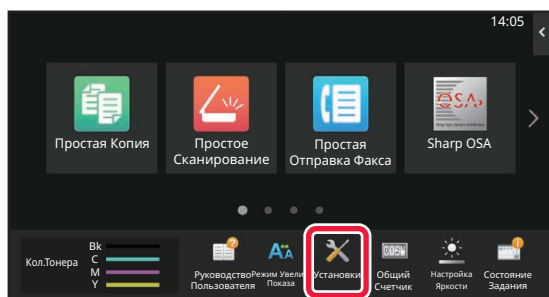 14:05
Простая Копия
Простое
Сканирование
Простая
Отправка Факса
Sharp OSA
Кол.Тонера
Bk
C
M
Y
Руководство
Пользователя
Режим Увели
Показа
Установки
Общий
Счетчик
Настройка
Яркости
Состояние
Задания